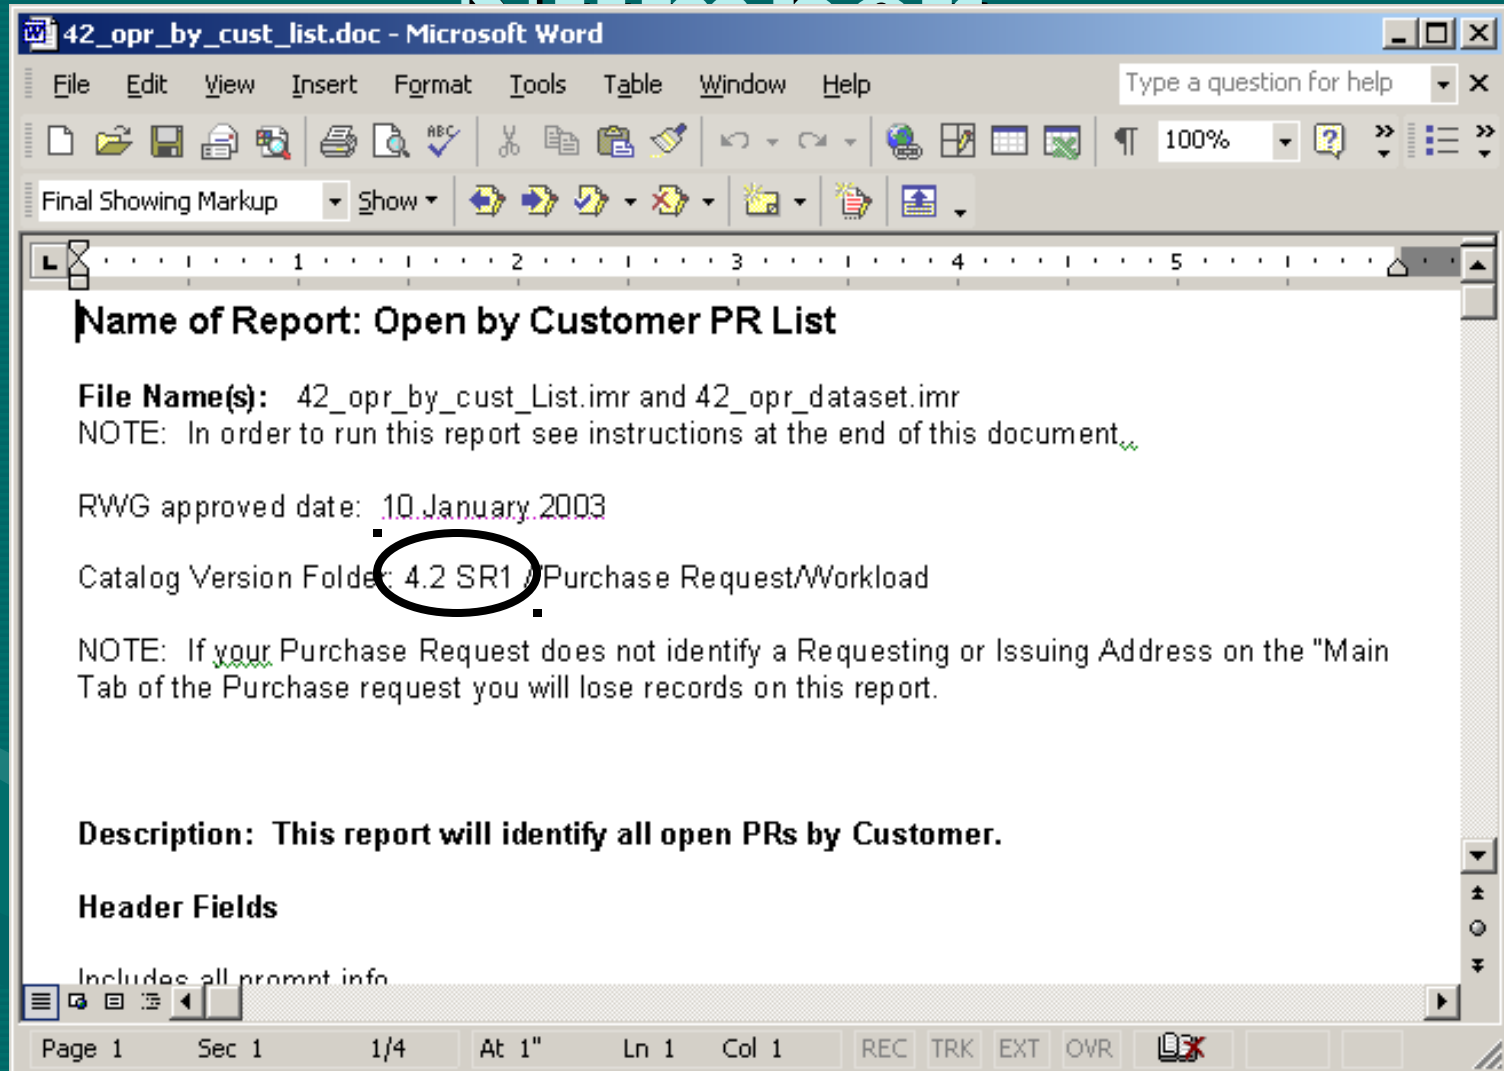 42_opr_by_cust_list.doc - Microsoft Word
File Edit View Insert Format Tools Table Window Help Type a question for help
100%
Final Showing Markup Show
1 2 3 4 5
Name of Report: Open by Customer PR List
File Name(s): 42_opr_by_cust_List.imr and 42_opr_dataset.imr
NOTE: In order to run this report see instructions at the end of this document..
RWG approved date: 10 January 2003
Catalog Version Folder: 4.2 SR1 / Purchase Request/Workload
NOTE: If your Purchase Request does not identify a Requesting or Issuing Address on the "Main
Tab of the Purchase request you will lose records on this report.
Description: This report will identify all open PRs by Customer.
Header Fields
Includes all prompt info
Page 1 Sec 1 1/4 At 1" Ln 1 Col 1 REC TRK EXT OVR